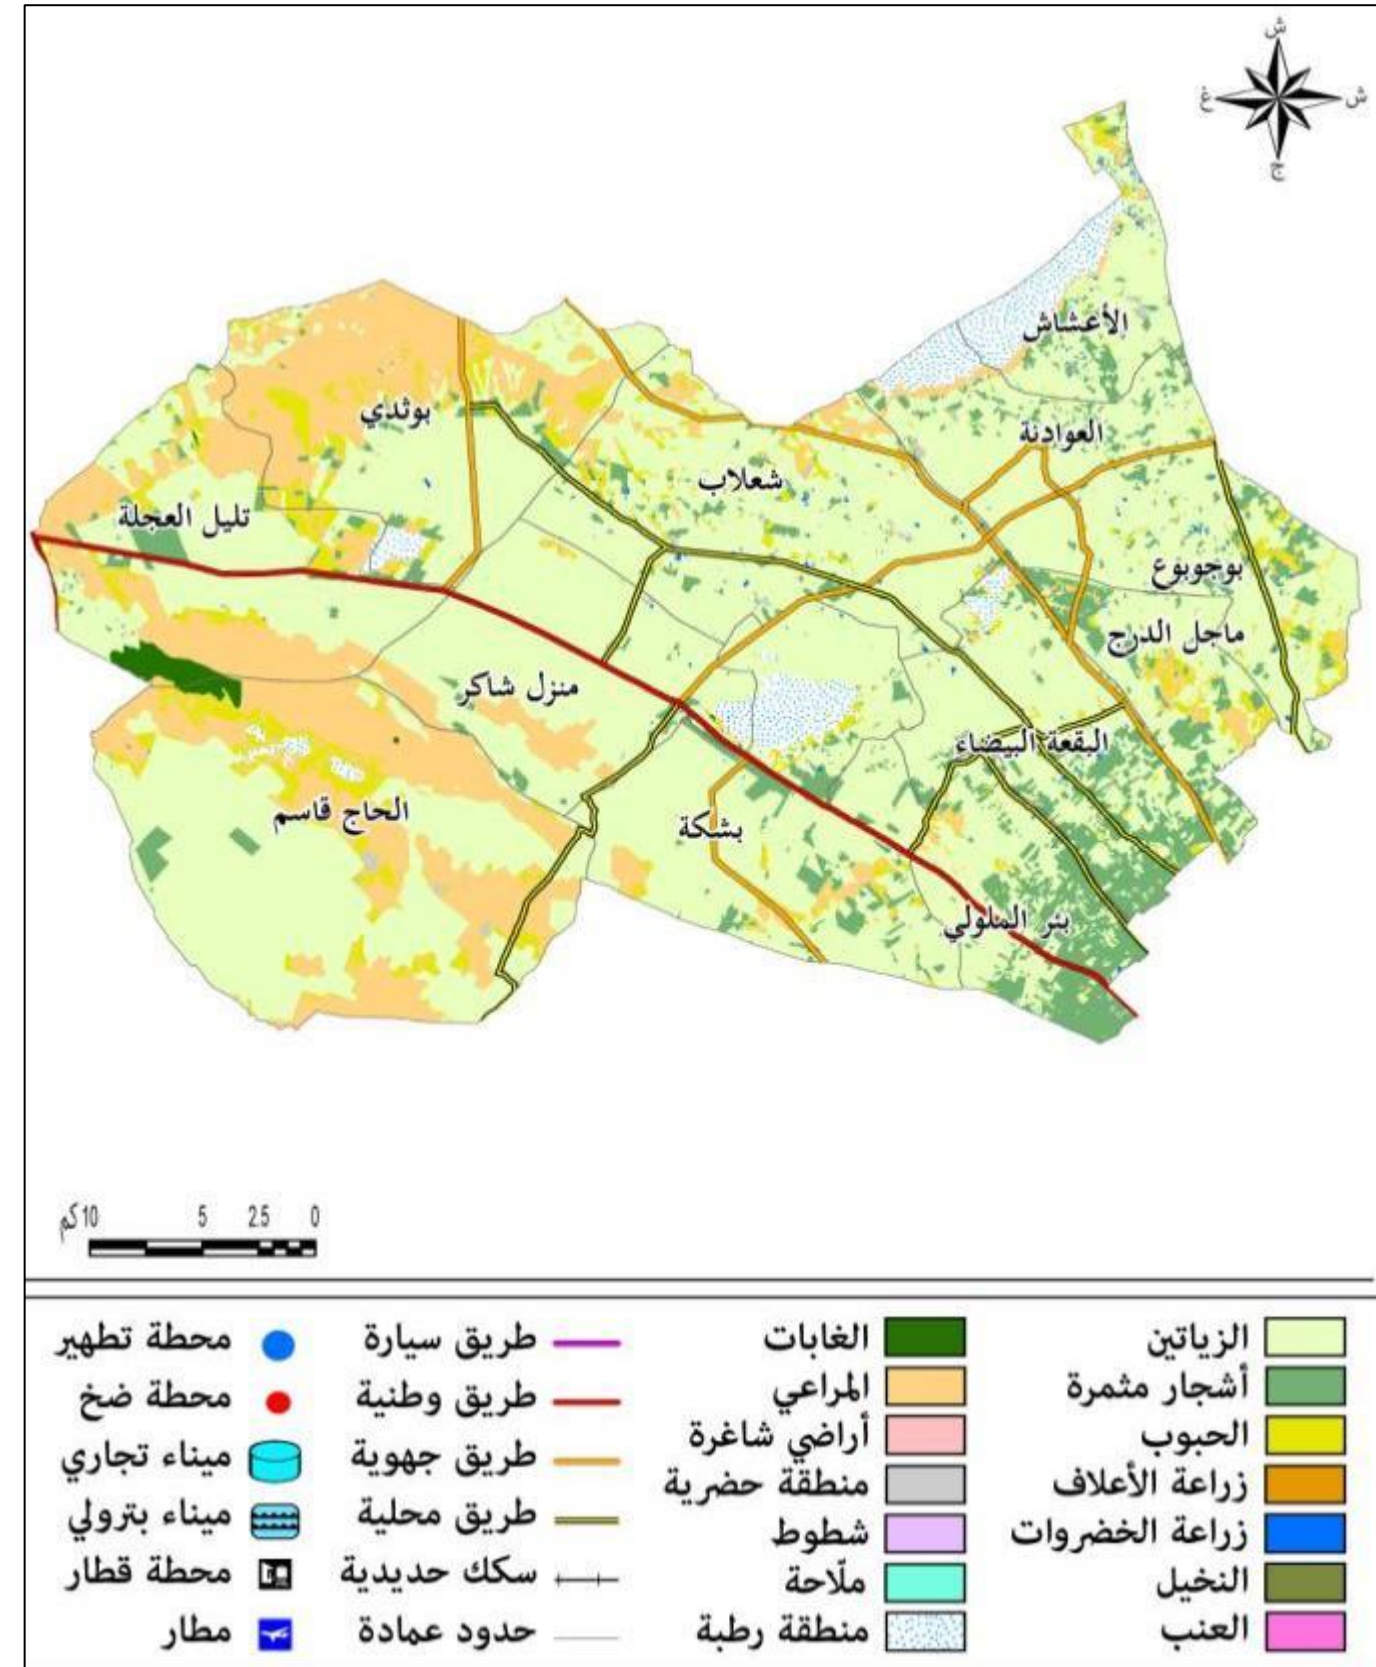 ش
ش
غ
ج
الأعشاش
بوثدي
العوادنة
شعلاب
تليل العجلة
بوجوبوع
ماجل الدرج
منزل شاكر
البقعة البيضاء
الحاج قاسم
بشكة
بئر الملولي
0 2.5 5 10 كم
الزياتين
أشجار مثمرة
الحبوب
زراعة الأعلاف
زراعة الخضروات
النخيل
العنب
الغابات
المراعي
أراضي شاغرة
منطقة حضرية
شطوط
ملّاحة
منطقة رطبة
طريق سيارة
طريق وطنية
طريق جهوية
طريق محلية
سكك حديدية
حدود عمادة
محطة تطهير
محطة ضخ
ميناء تجاري
ميناء بترولي
محطة قطار
مطار